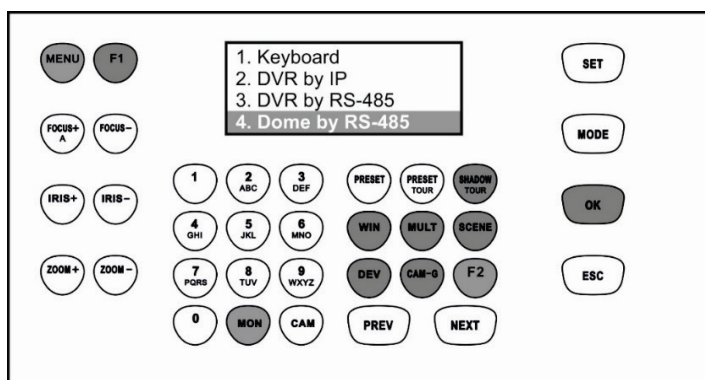 MENU F1
1. Keyboard
2. DVR by IP
3. DVR by RS-485
4. Dome by RS-485
SET
FOCUS+
A
FOCUS-
MODE
1
2
ABC
3
DEF
PRESET
PRESET
TOUR
SHADOW
TOUR
IRIS+ IRIS-
OK
4
GHI
5
JKL
6
MNO
WIN MULT SCENE
ZOOM+ ZOOM-
7
PQRS
8
TUV
9
WXYZ
DEV CAM-G F2
ESC
0 MON CAM PREV NEXT